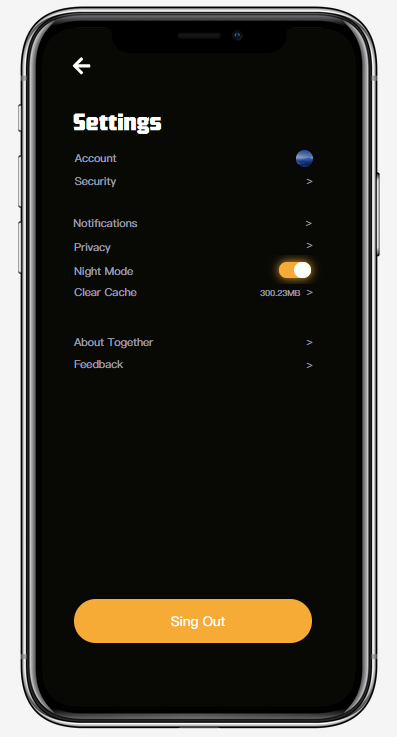 Settings
Account
Security >
Notifications >
Privacy >
Night Mode
Clear Cache 300.23MB >
About Together >
Feedback >
Sing Out